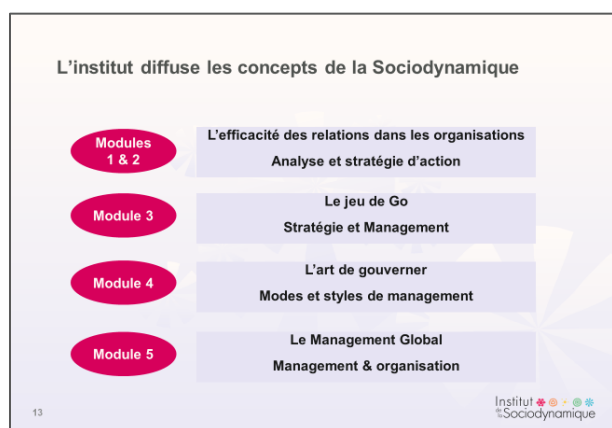 L'institut diffuse les concepts de la Sociodynamique
Modules
1 & 2
L'efficacité des relations dans les organisations
Analyse et stratégie d'action
Module 3
Le jeu de Go
Stratégie et Management
Module 4
L'art de gouverner
Modes et styles de management
Module 5
Le Management Global
Management & organisation
13
Institut
de la Sociodynamique